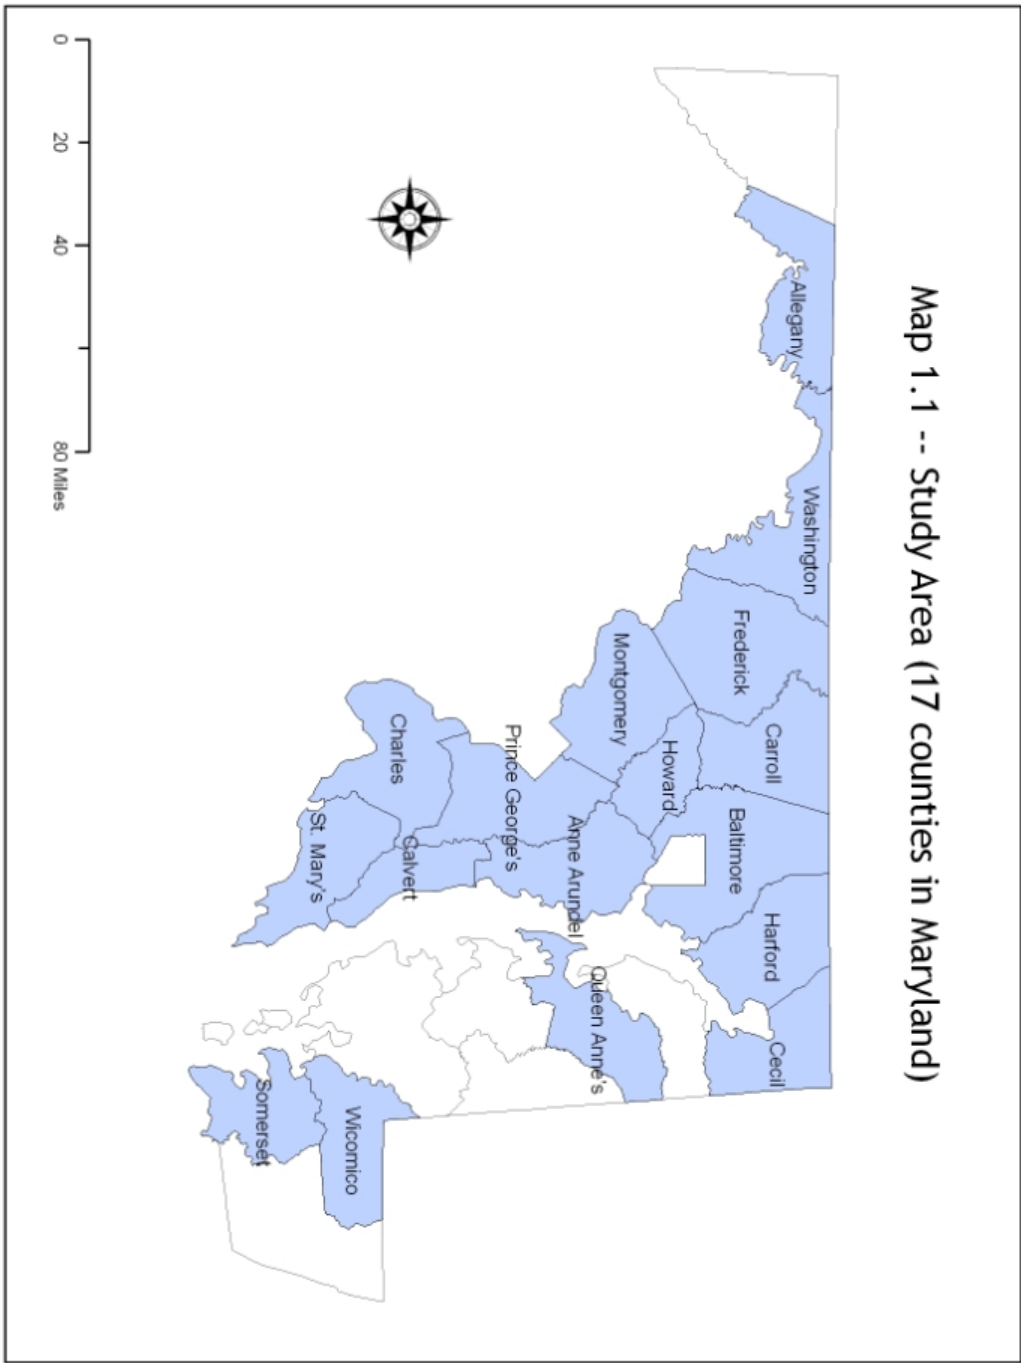 Map 1.1 -- Study Area (17 counties in Maryland)
Allegany
Washington
Frederick
Carroll
Baltimore
Harford
Cecil
Montgomery
Howard
Prince George's
Anne Arundel
Queen Anne's
Charles
Calvert
St. Mary's
Wicomico
Somerset
0 20 40 80 Miles